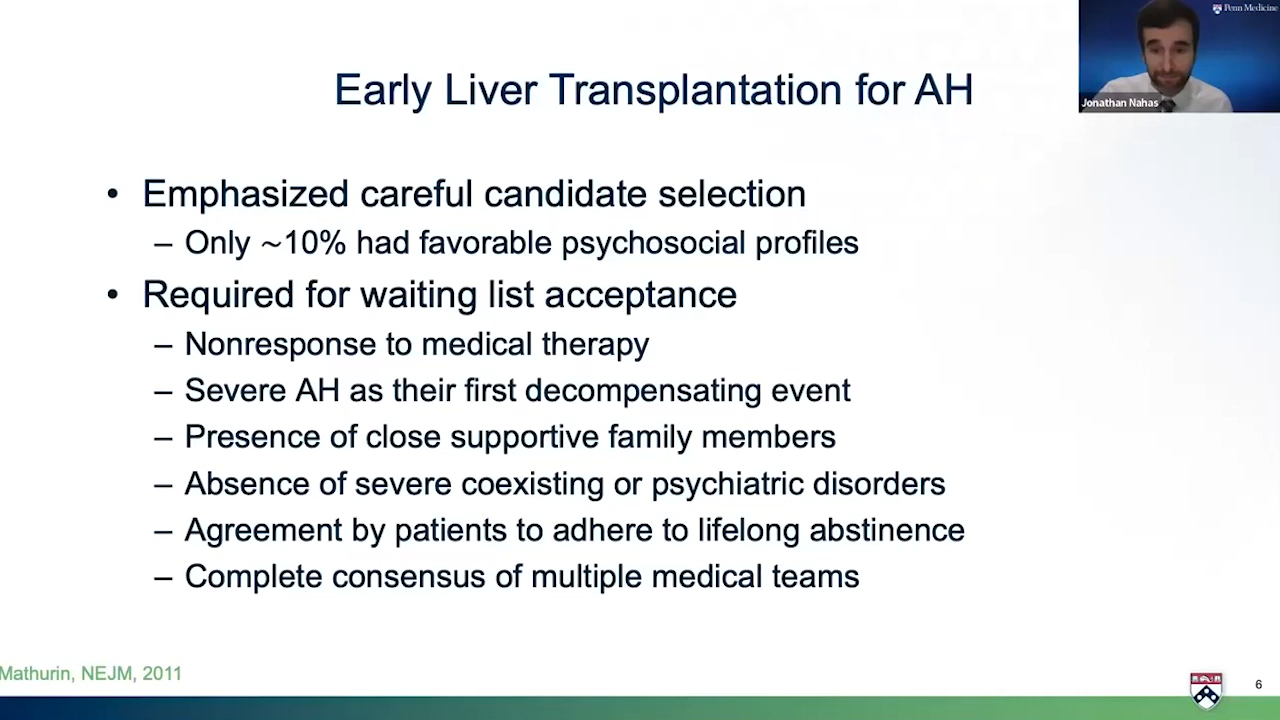 Penn Medicine
Jonathan Nahas
Early Liver Transplantation for AH
• Emphasized careful candidate selection
– Only ~10% had favorable psychosocial profiles
• Required for waiting list acceptance
– Nonresponse to medical therapy
– Severe AH as their first decompensating event
– Presence of close supportive family members
– Absence of severe coexisting or psychiatric disorders
– Agreement by patients to adhere to lifelong abstinence
– Complete consensus of multiple medical teams
Mathurin, NEJM, 2011
6